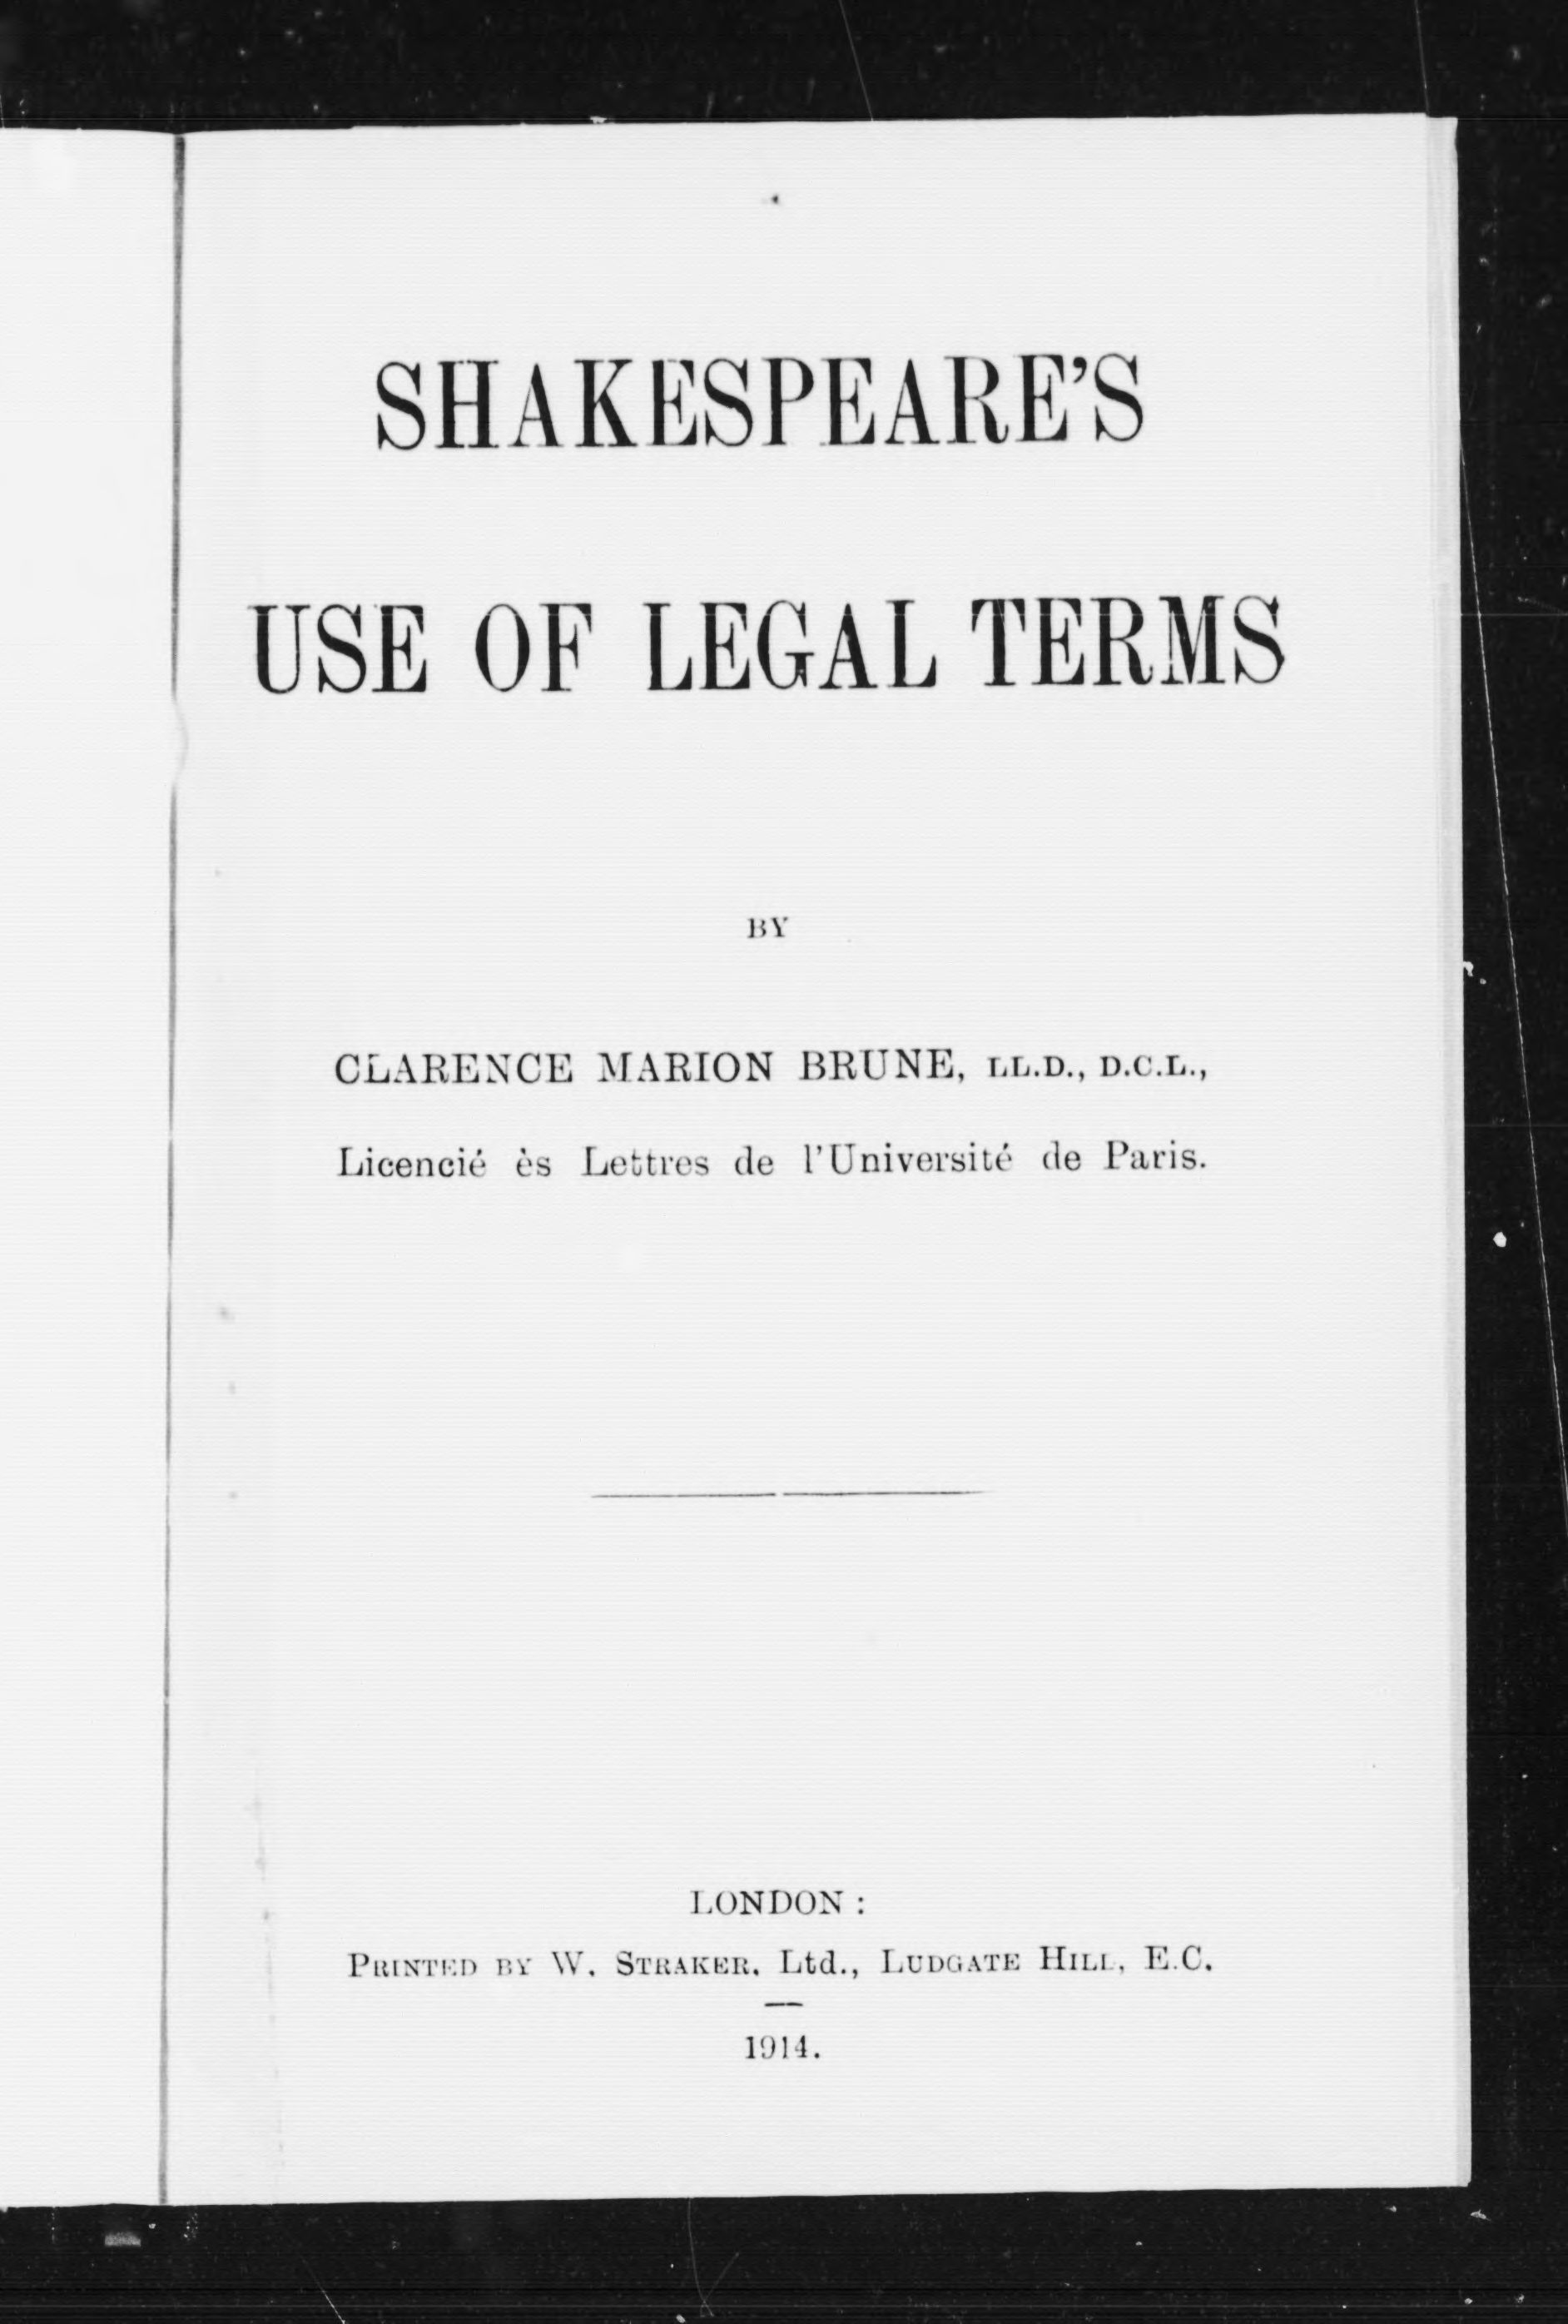 SHAKESPEARE'S
USE OF LEGAL TERMS
BY
CLARENCE MARION BRUNE, LL.D., D.C.L.,
Licencié ès Lettres de l'Université de Paris.
LONDON :
PRINTED BY W. STRAKER, Ltd., LUDGATE HILL, E.C.
1914.